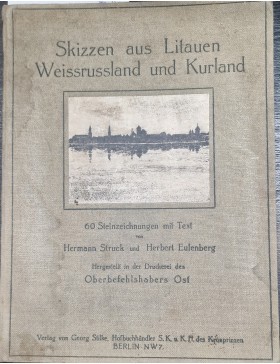 Skizzen aus Litauen
Weissrussland und Kurland
60 Steinzeichnungen mit Text
von
Hermann Struck und Herbert Eulenberg
Hergestellt in der Druckerei des
Oberbefehlshabers Ost
Verlag von Georg Stilke, Hofbuchhändler S. K. u. K. H. des Kronprinzen
BERLIN NW7.